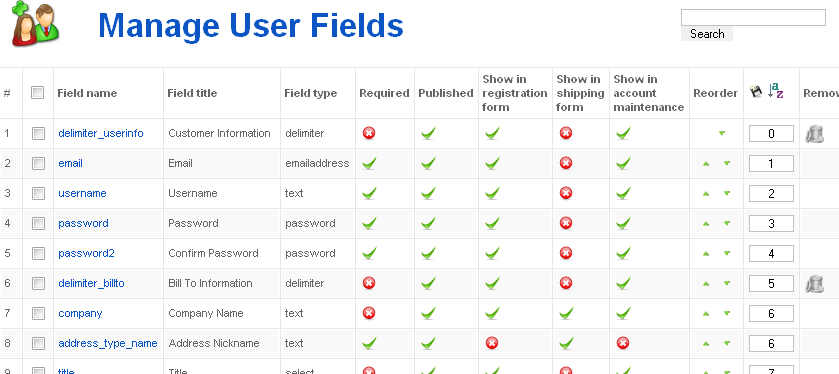 Manage User Fields
Search
# Field name Field title Field type Required Published Show in registration form Show in shipping form Show in account maintenance Reorder Remov
1 delimiter_userinfo Customer Information delimiter 0
2 email Email emailaddress 1
3 username Username text 2
4 password Password password 3
5 password2 Confirm Password password 4
6 delimiter_billto Bill To Information delimiter 5
7 company Company Name text 6
8 address_type_name Address Nickname text 6
9 title Title select 7